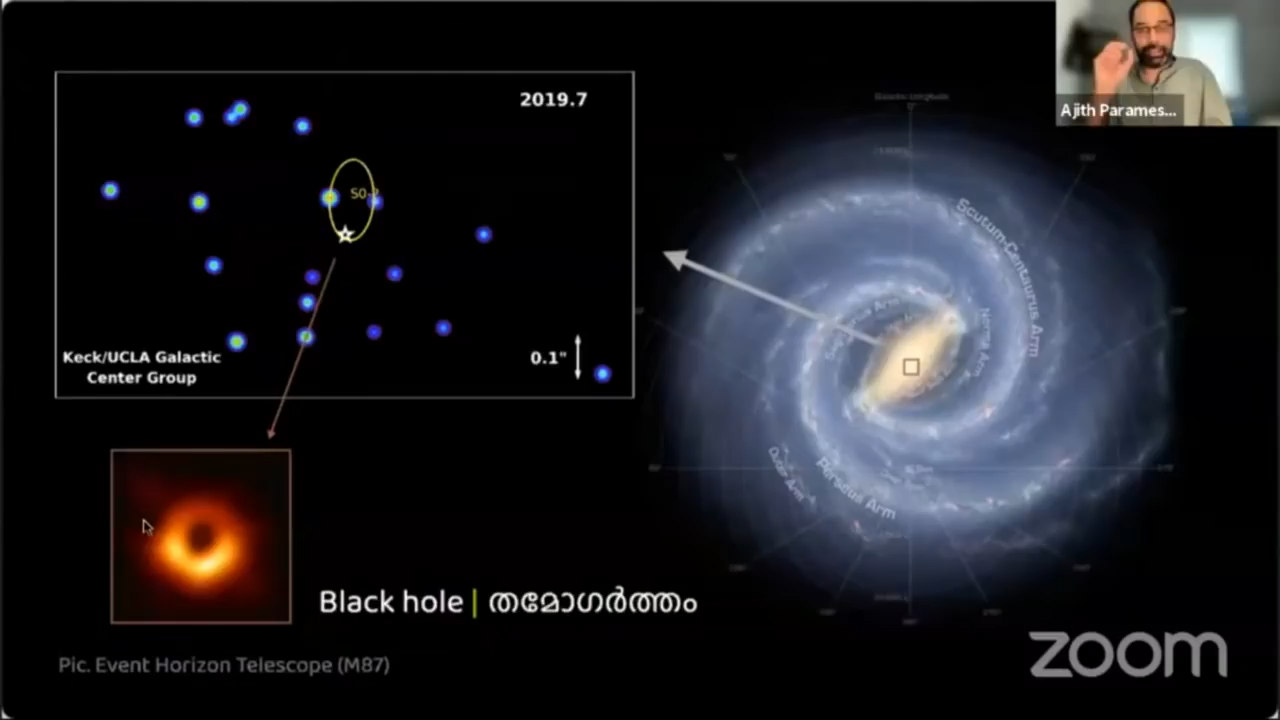 2019.7
S0-2
Keck/UCLA Galactic
Center Group
0.1"
Black hole | തമോഗർത്തം
Pic. Event Horizon Telescope (M87)
Scutum-Centaurus Arm
Norma Arm
Perseus Arm
Outer Arm
Ajith Parames...
zoom